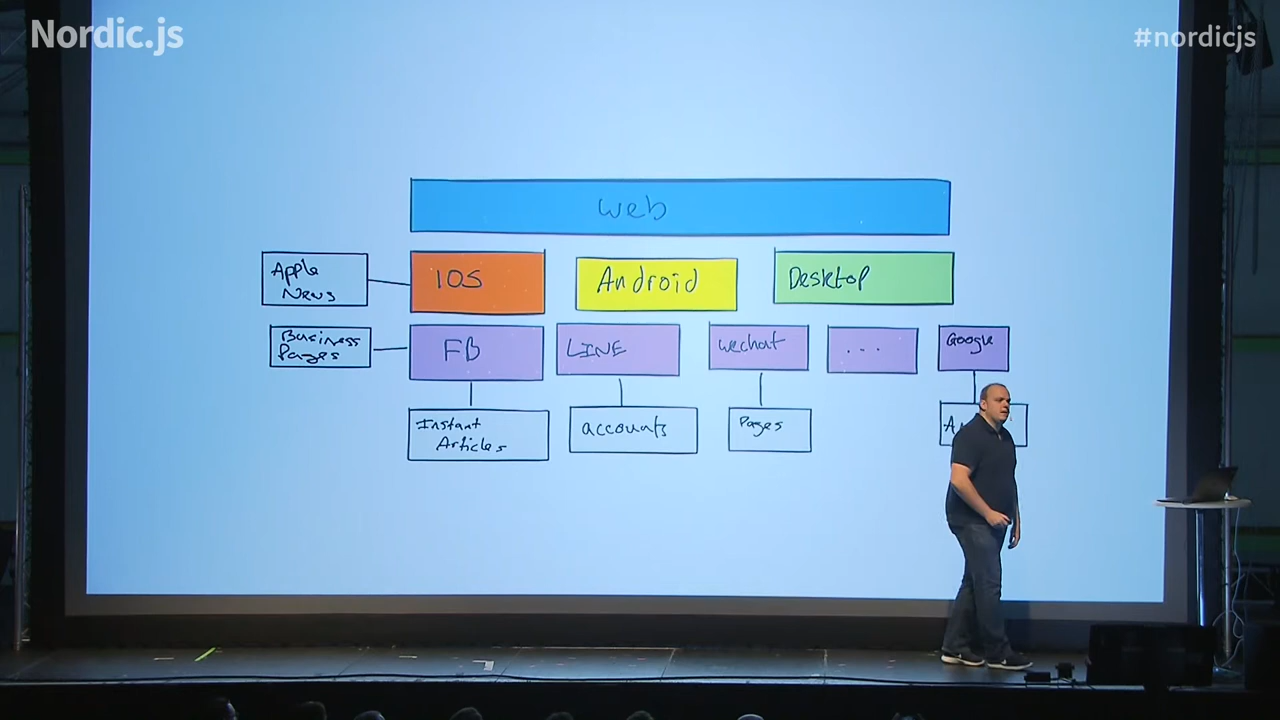 Nordic.js
#nordicjs
web
Apple
News
IOS
Android
Desktop
Business
Pages
FB
LINE
wechat
...
Google
Instant
Articles
accounts
Pages